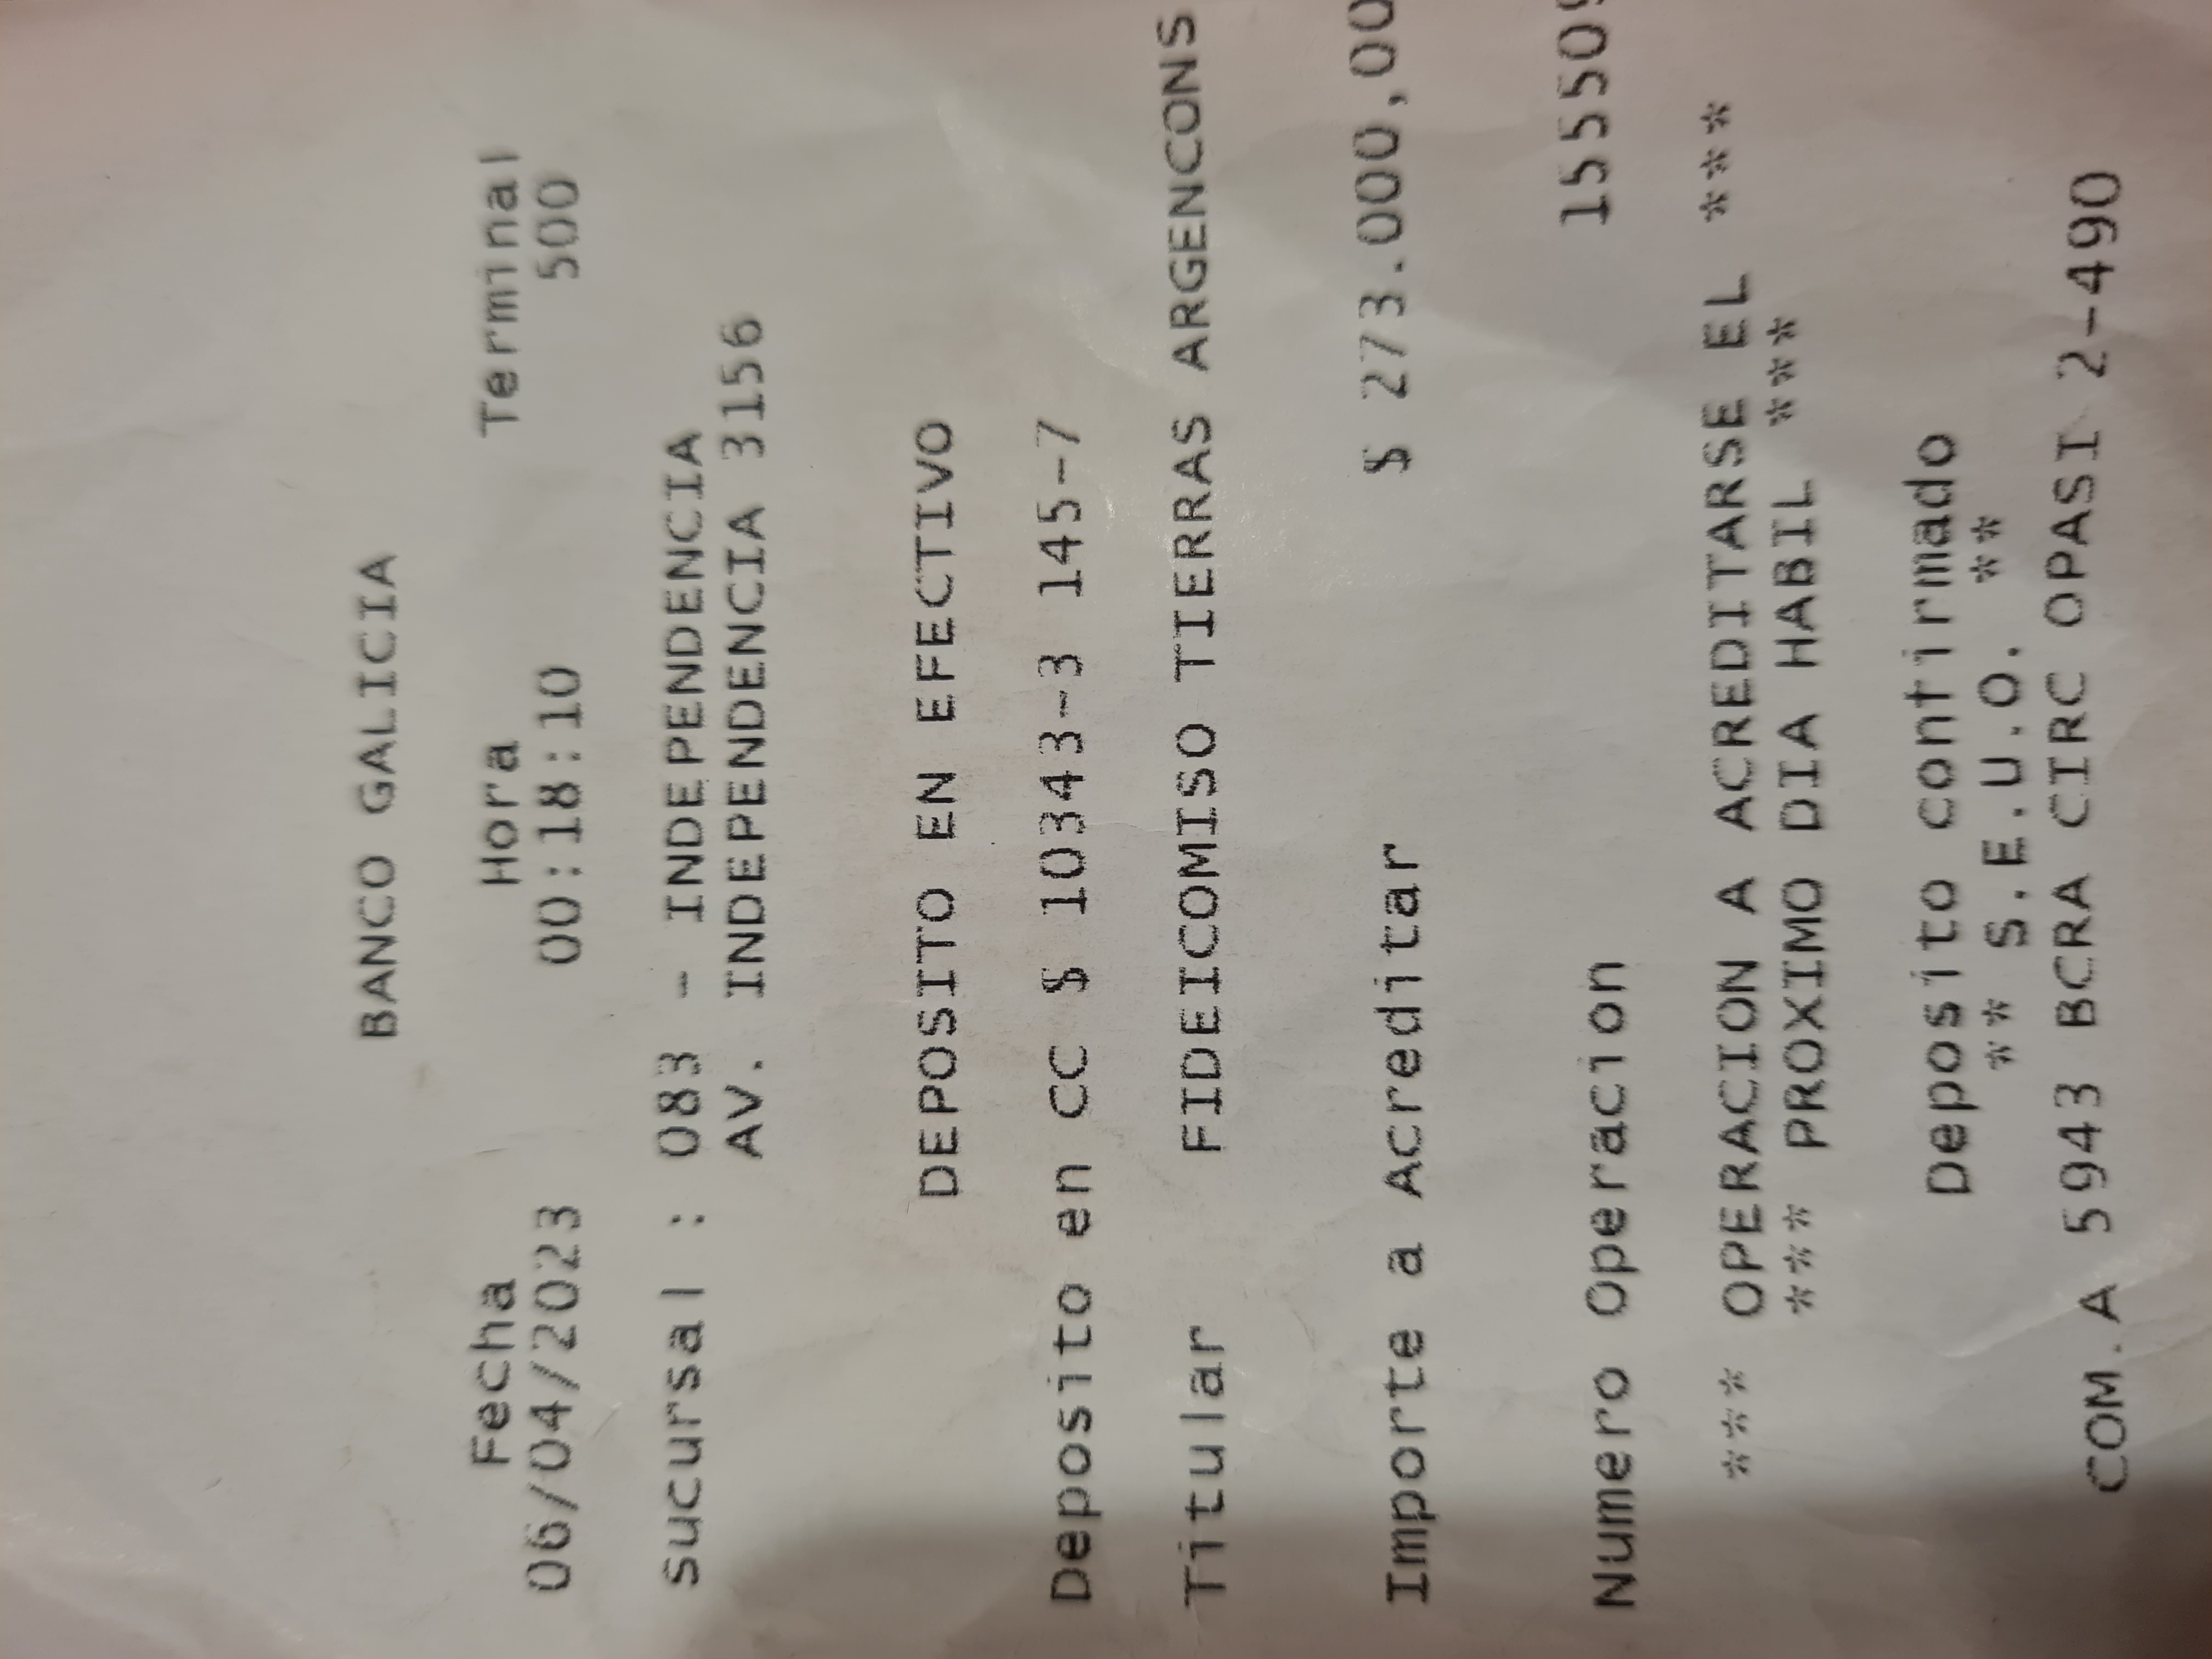 BANCO GALICIA
Fecha Hora Terminal
06/04/2023 00:18:10 500
Sucursal : 083 - INDEPENDENCIA
AV. INDEPENDENCIA 3156
DEPOSITO EN EFECTIVO
Deposito en CC $ 10343-3 145-7
Titular FIDEICOMISO TIERRAS ARGENCONS
Importe a Acreditar $ 273.000,00
Numero Operacion
*** OPERACION A ACREDITARSE EL ***
*** PROXIMO DIA HABIL ***
Deposito confirmado
** S.E.U.O. **
COM. A 5943 BCRA CIRC OPASI 2-490